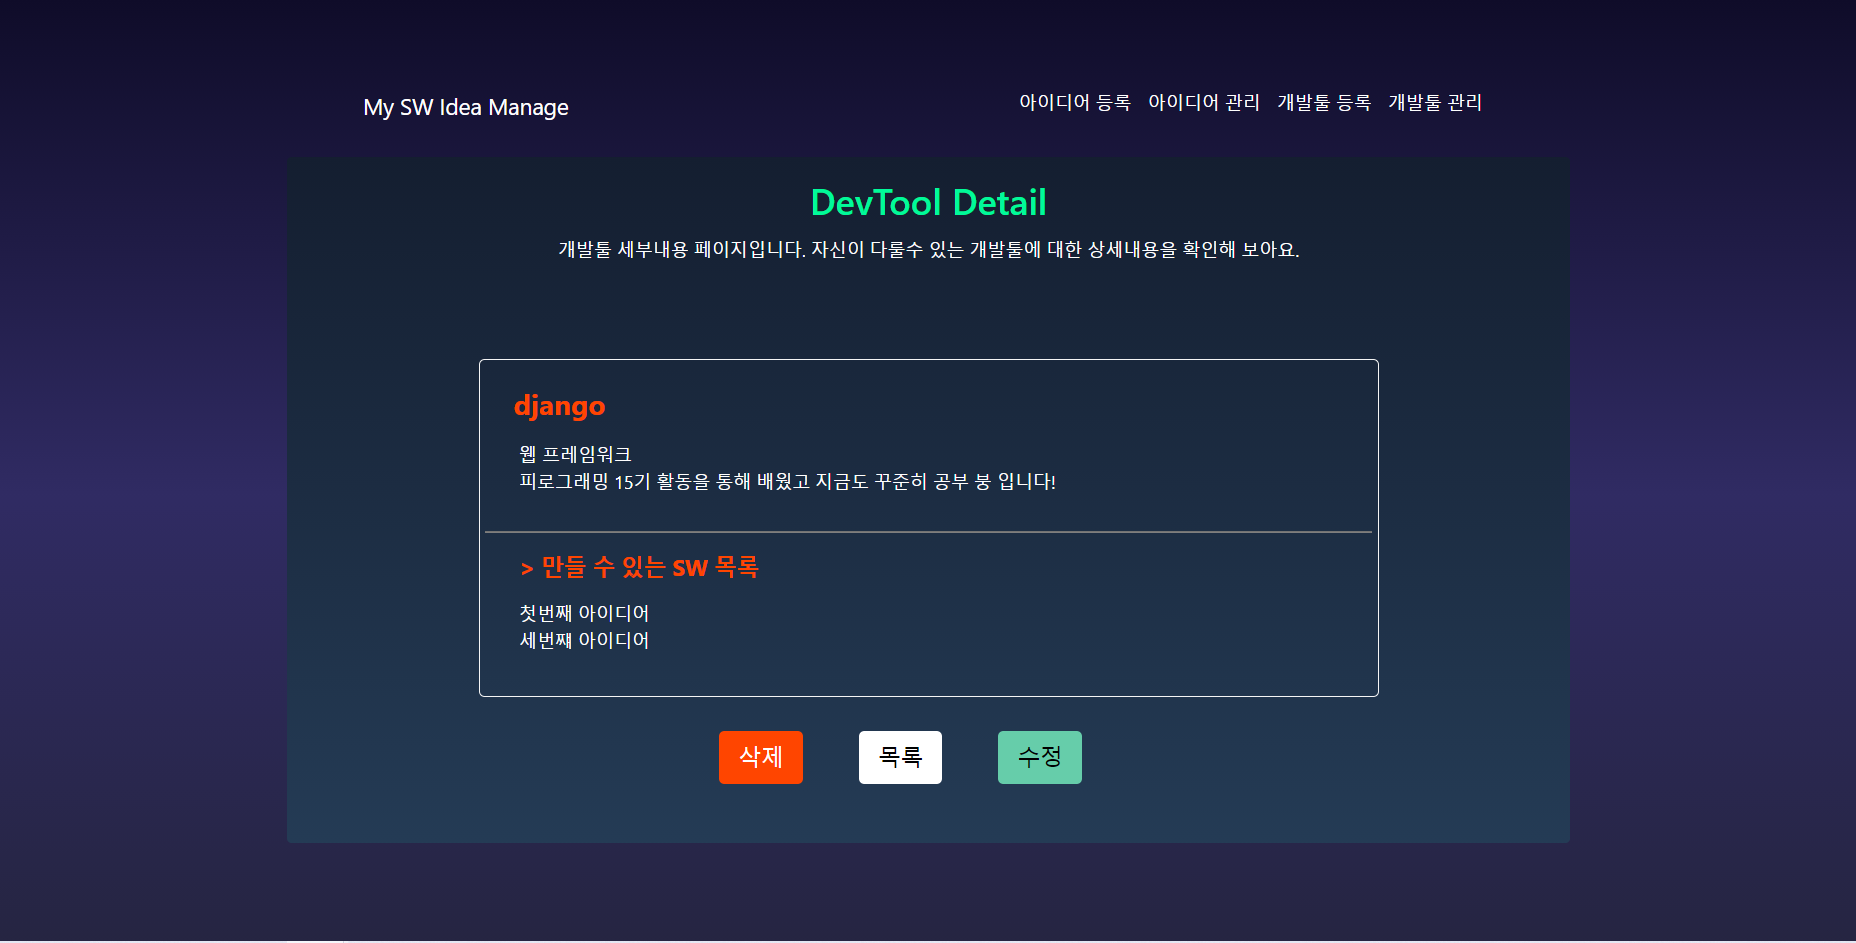 My SW Idea Manage
아이디어 등록 아이디어 관리 개발툴 등록 개발툴 관리
DevTool Detail
개발툴 세부내용 페이지입니다. 자신이 다룰수 있는 개발툴에 대한 상세내용을 확인해 보아요.
django
웹 프레임워크
피로그래밍 15기 활동을 통해 배웠고 지금도 꾸준히 공부 붕 입니다!
> 만들 수 있는 SW 목록
첫번째 아이디어
세번쨰 아이디어
삭제 목록 수정